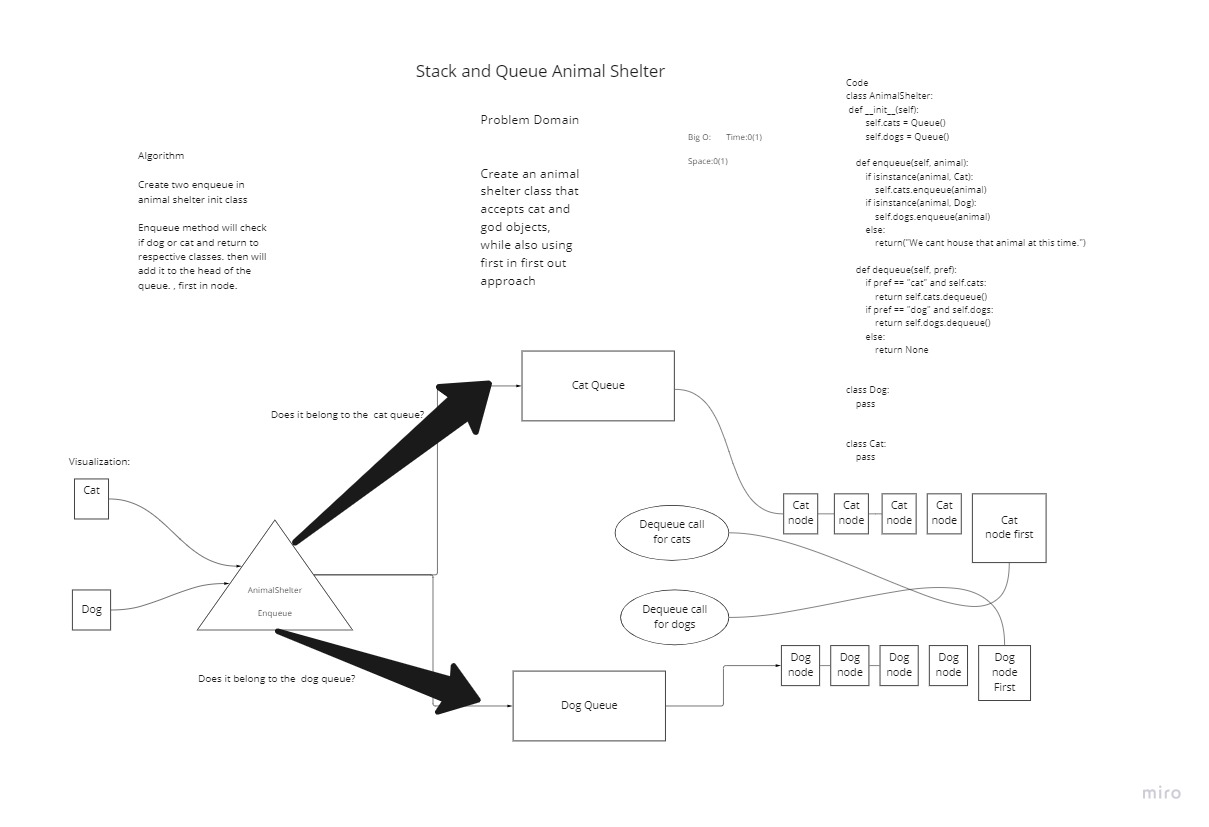 Stack and Queue Animal Shelter
Problem Domain
Create an animal
shelter class that
accepts cat and
god objects,
while also using
first in first out
approach
Big O: Time:0(1)
Space:0(1)
Algorithm
Create two enqueue in
animal shelter init class
Enqueue method will check
if dog or cat and return to
respective classes. then will
add it to the head of the
queue. , first in node.
Code
class AnimalShelter:
def __init__(self):
self.cats = Queue()
self.dogs = Queue()
def enqueue(self, animal):
if isinstance(animal, Cat):
self.cats.enqueue(animal)
if isinstance(animal, Dog):
self.dogs.enqueue(animal)
else:
return("We cant house that animal at this time.")
def dequeue(self, pref):
if pref == "cat" and self.cats:
return self.cats.dequeue()
if pref == "dog" and self.dogs:
return self.dogs.dequeue()
else:
return None
class Dog:
pass
class Cat:
pass
Visualization:
Cat
Dog
AnimalShelter
Enqueue
Does it belong to the cat queue?
Does it belong to the dog queue?
Cat Queue
Dog Queue
Dequeue call
for cats
Dequeue call
for dogs
Cat
node
Cat
node
Cat
node
Cat
node
Cat
node first
Dog
node
Dog
node
Dog
node
Dog
node
Dog
node
First
miro